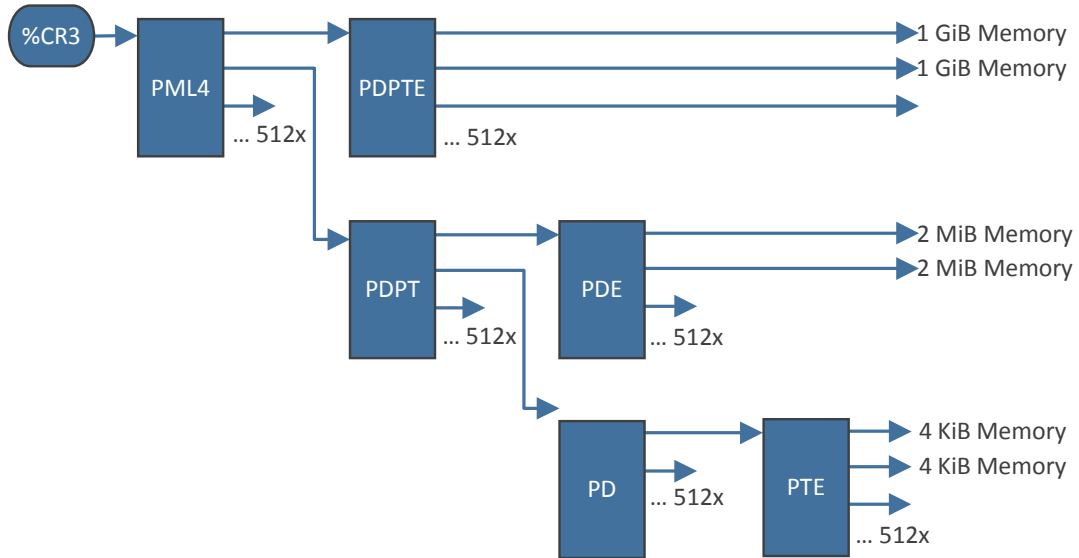 %CR3
PML4
PDPTE
1 GiB Memory
1 GiB Memory
... 512x
... 512x
PDPT
PDE
2 MiB Memory
2 MiB Memory
... 512x
... 512x
PD
PTE
4 KiB Memory
4 KiB Memory
... 512x
... 512x